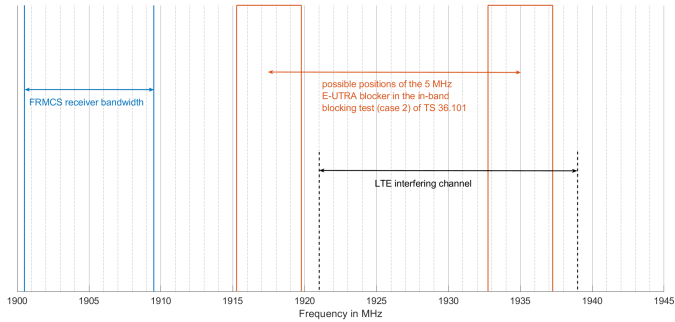 FRMCS receiver bandwidth
possible positions of the 5 MHz
E-UTRA blocker in the in-band
blocking test (case 2) of TS 36.101
LTE interfering channel
1900 1905 1910 1915 1920 1925 1930 1935 1940 1945
Frequency in MHz